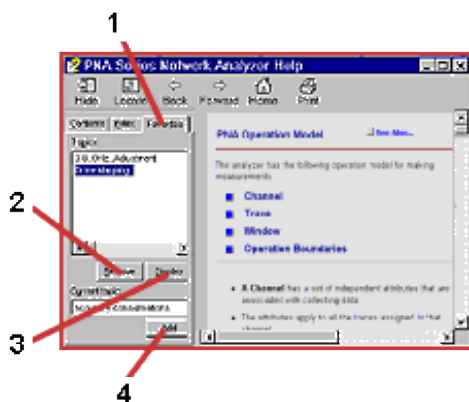 1
PNA Series Network Analyzer Help
Hide Locate Back Forward Home Print
Contents Index Favorites
Topics:
Remove Display
Current topic:
Add
PNA Operation Model See Also...
The analyzer has the following operation model for making
measurements.
Channel
Trace
Window
Operation Boundaries
A Channel has a set of independent attributes that are
associated with collecting data
The attributes apply to all the traces assigned to that
channel
2
3
4